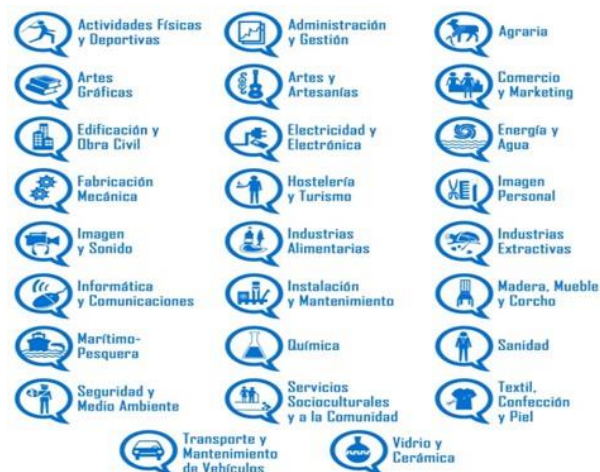 Actividades Físicas
y Deportivas
Administración
y Gestión
Agraria
Artes
Gráficas
Artes y
Artesanías
Comercio
y Marketing
Edificación y
Obra Civil
Electricidad y
Electrónica
Energía y
Agua
Fabricación
Mecánica
Hostelería
y Turismo
Imagen
Personal
Imagen
y Sonido
Industrias
Alimentarias
Industrias
Extractivas
Informática
y Comunicaciones
Instalación
y Mantenimiento
Madera, Mueble
y Corcho
Marítimo-
Pesquera
Química
Sanidad
Seguridad y
Medio Ambiente
Servicios
Socioculturales
y a la Comunidad
Textil,
Confección
y Piel
Transporte y
Mantenimiento
de Vehículos
Vidrio y
Cerámica